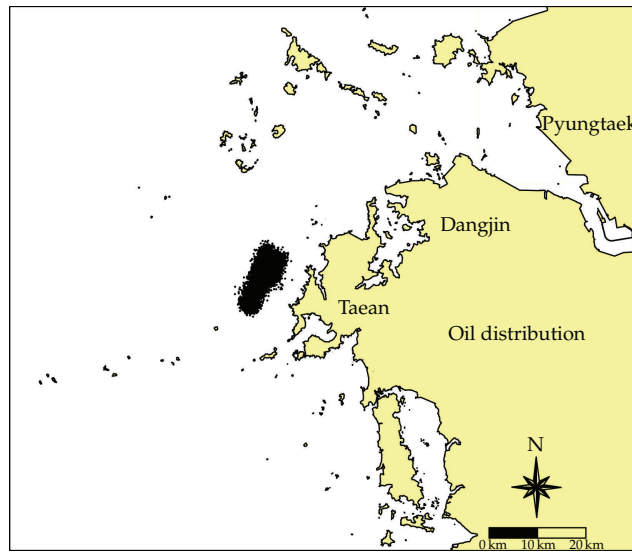 Pyungtaek
Dangjin
Taean
Oil distribution
N
0 km 10 km 20 km